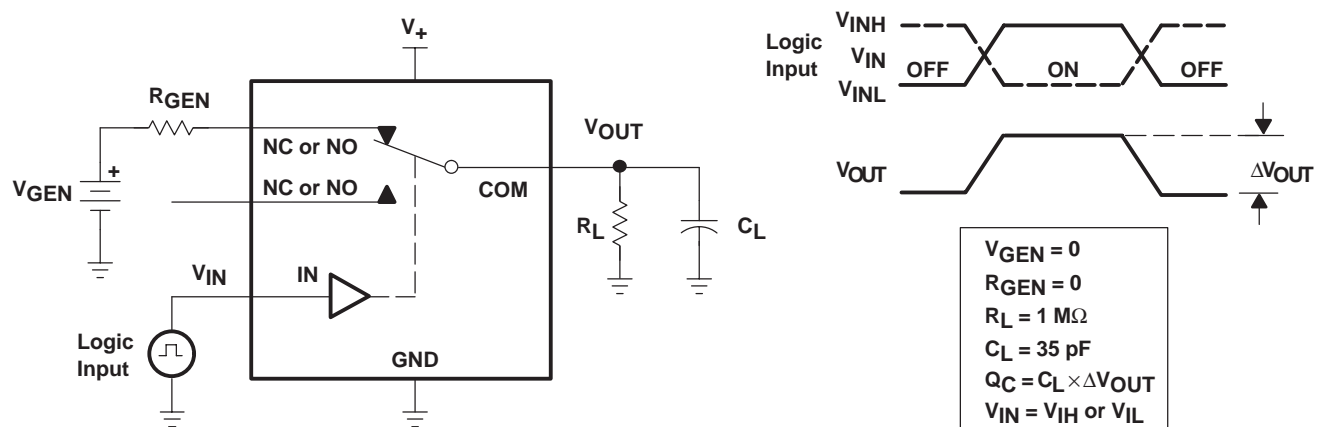 V+
RGEN
VGEN
+
NC or NO
NC or NO
COM
VOUT
RL
CL
VIN
IN
Logic
Input
GND
Logic
Input
VINH
VIN
VINL
OFF
ON
OFF
VOUT
ΔVOUT
VGEN = 0
RGEN = 0
RL = 1 MΩ
CL = 35 pF
QC = CL × ΔVOUT
VIN = VIH or VIL